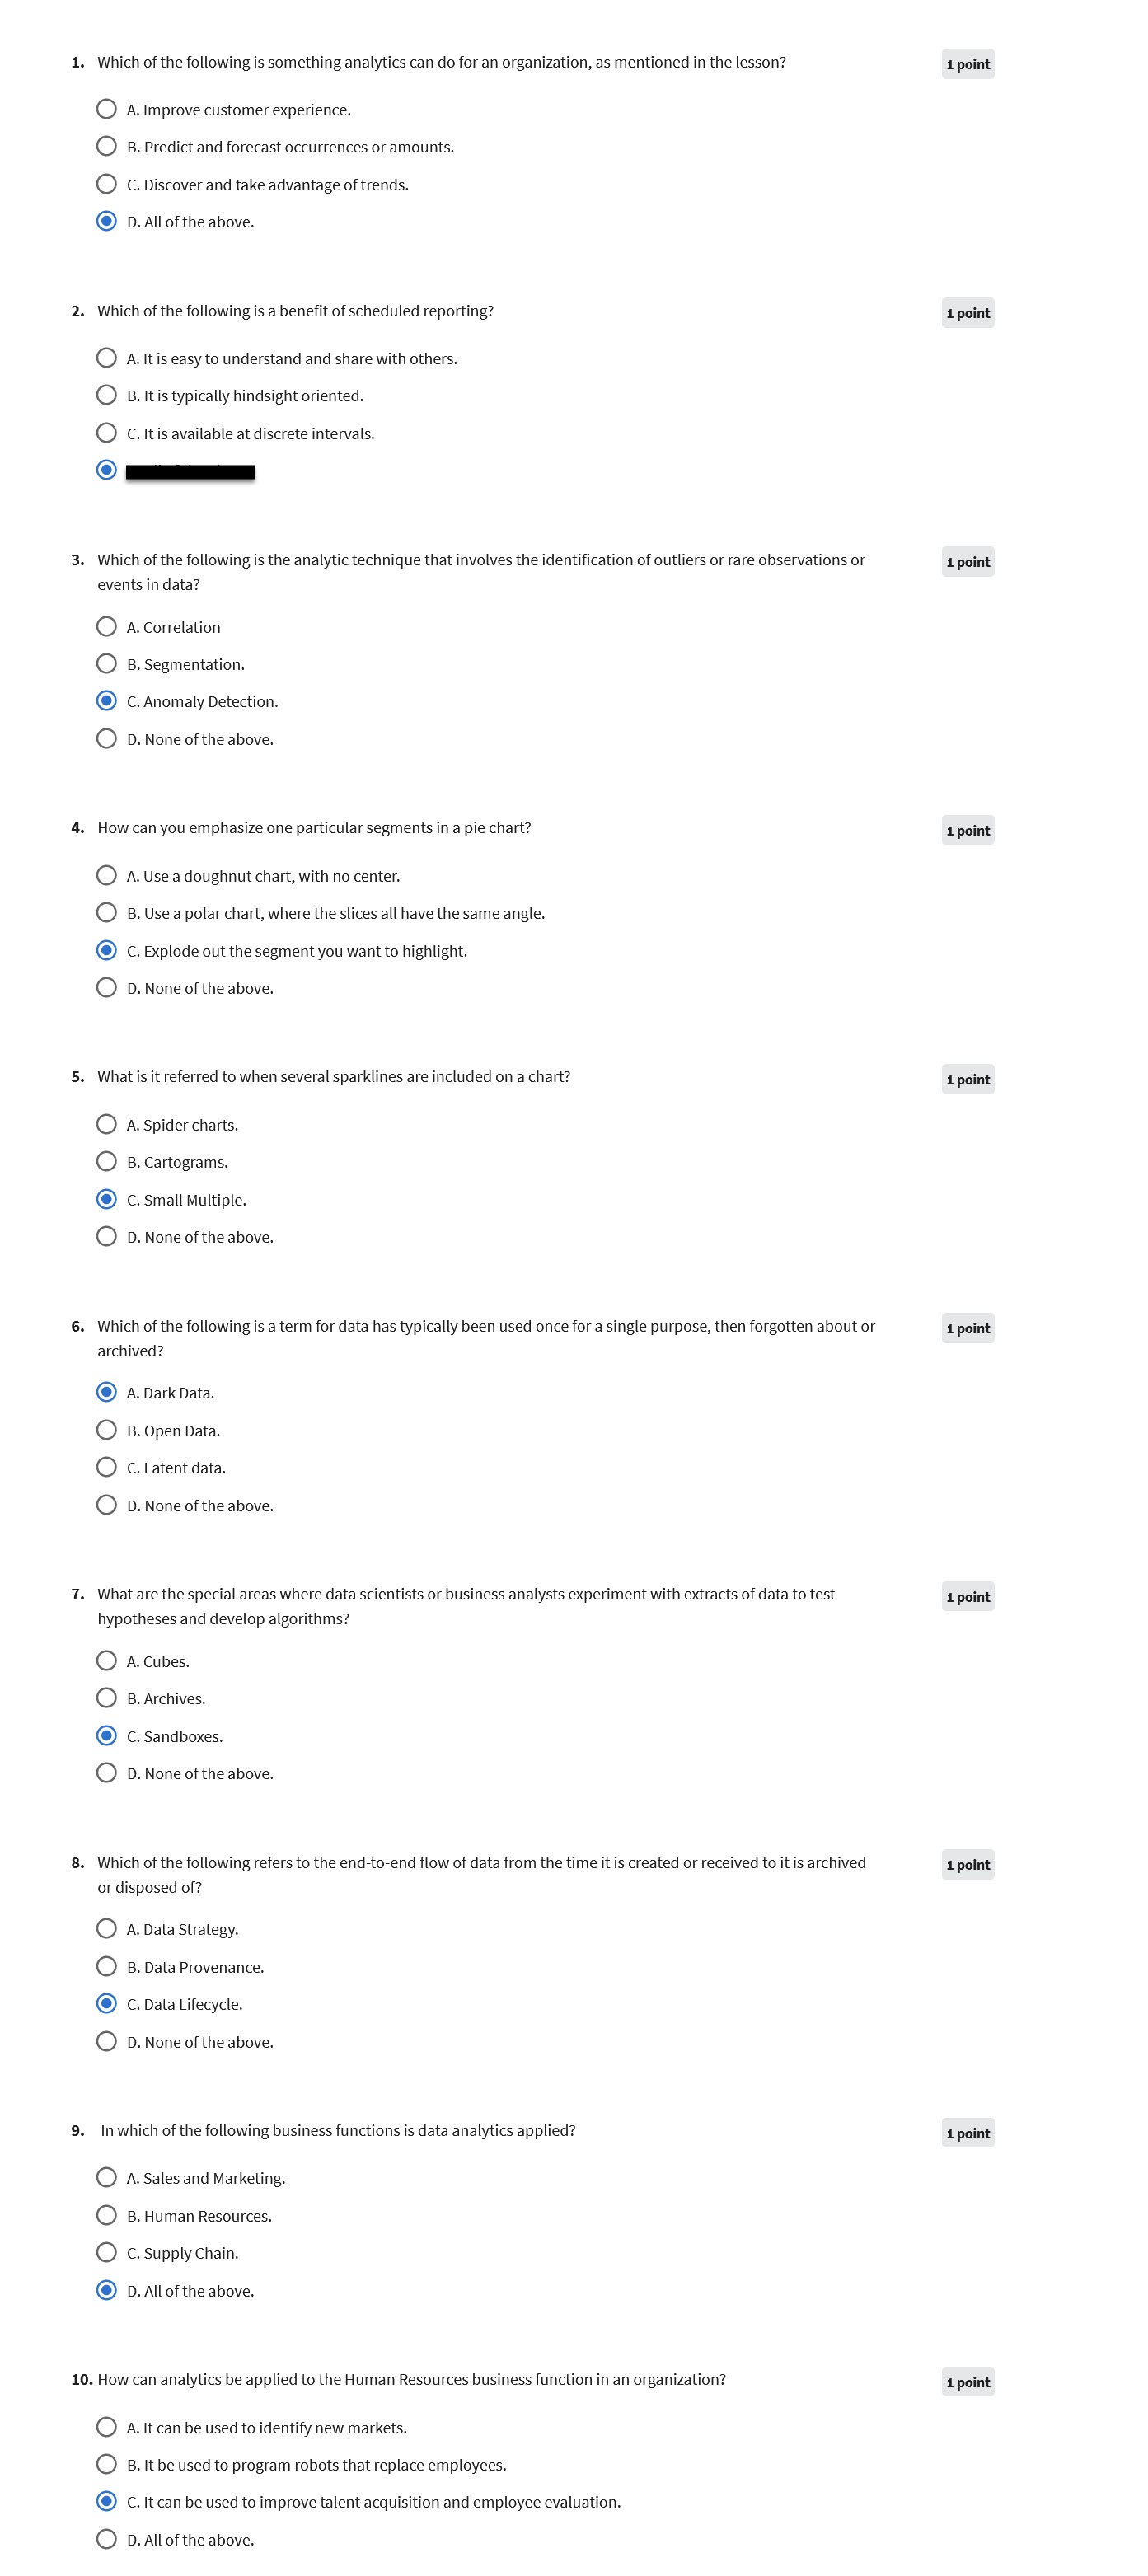 1. Which of the following is something analytics can do for an organization, as mentioned in the lesson?
1 point
A. Improve customer experience.
B. Predict and forecast occurrences or amounts.
C. Discover and take advantage of trends.
D. All of the above.
2. Which of the following is a benefit of scheduled reporting?
1 point
A. It is easy to understand and share with others.
B. It is typically hindsight oriented.
C. It is available at discrete intervals.
3. Which of the following is the analytic technique that involves the identification of outliers or rare observations or
events in data?
1 point
A. Correlation
B. Segmentation.
C. Anomaly Detection.
D. None of the above.
4. How can you emphasize one particular segments in a pie chart?
1 point
A. Use a doughnut chart, with no center.
B. Use a polar chart, where the slices all have the same angle.
C. Explode out the segment you want to highlight.
D. None of the above.
5. What is it referred to when several sparklines are included on a chart?
1 point
A. Spider charts.
B. Cartograms.
C. Small Multiple.
D. None of the above.
6. Which of the following is a term for data has typically been used once for a single purpose, then forgotten about or
archived?
1 point
A. Dark Data.
B. Open Data.
C. Latent data.
D. None of the above.
7. What are the special areas where data scientists or business analysts experiment with extracts of data to test
hypotheses and develop algorithms?
1 point
A. Cubes.
B. Archives.
C. Sandboxes.
D. None of the above.
8. Which of the following refers to the end-to-end flow of data from the time it is created or received to it is archived
or disposed of?
1 point
A. Data Strategy.
B. Data Provenance.
C. Data Lifecycle.
D. None of the above.
9. In which of the following business functions is data analytics applied?
1 point
A. Sales and Marketing.
B. Human Resources.
C. Supply Chain.
D. All of the above.
10. How can analytics be applied to the Human Resources business function in an organization?
1 point
A. It can be used to identify new markets.
B. It be used to program robots that replace employees.
C. It can be used to improve talent acquisition and employee evaluation.
D. All of the above.